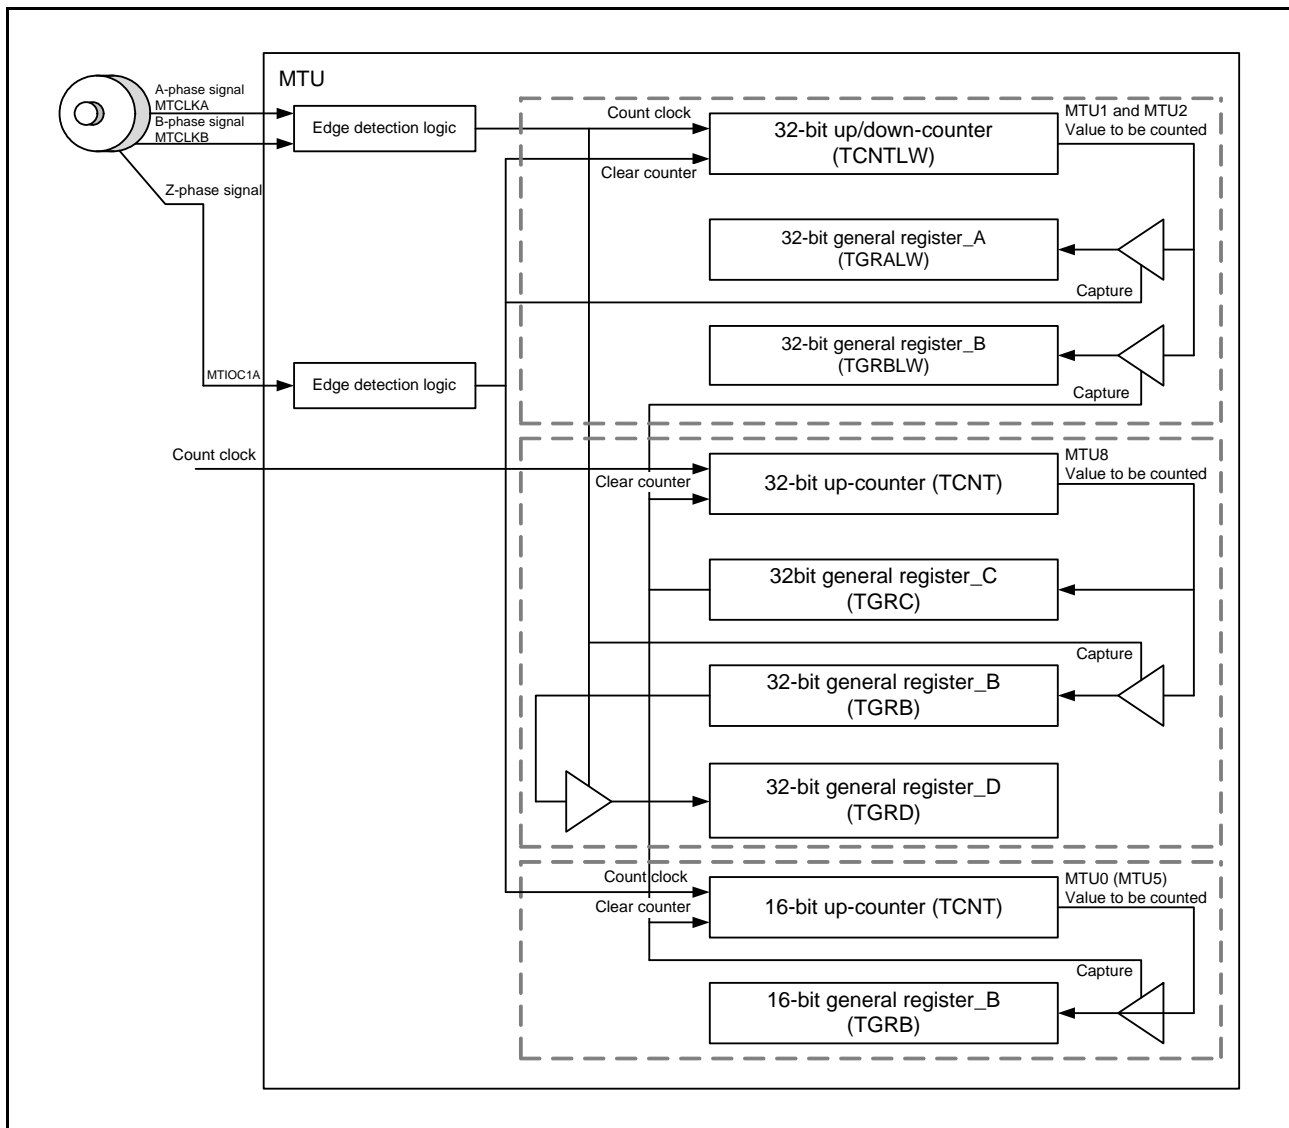 MTU
A-phase signal
MTCLKA
B-phase signal
MTCLKB
Z-phase signal
Edge detection logic
Count clock
Clear counter
32-bit up/down-counter
(TCNTLW)
MTU1 and MTU2
Value to be counted
32-bit general register_A
(TGRALW)
Capture
32-bit general register_B
(TGRBLW)
Capture
MTIOC1A
Edge detection logic
Count clock
Clear counter
32-bit up-counter (TCNT)
MTU8
Value to be counted
32bit general register_C
(TGRC)
Capture
32-bit general register_B
(TGRB)
32-bit general register_D
(TGRD)
Count clock
Clear counter
16-bit up-counter (TCNT)
MTU0 (MTU5)
Value to be counted
Capture
16-bit general register_B
(TGRB)